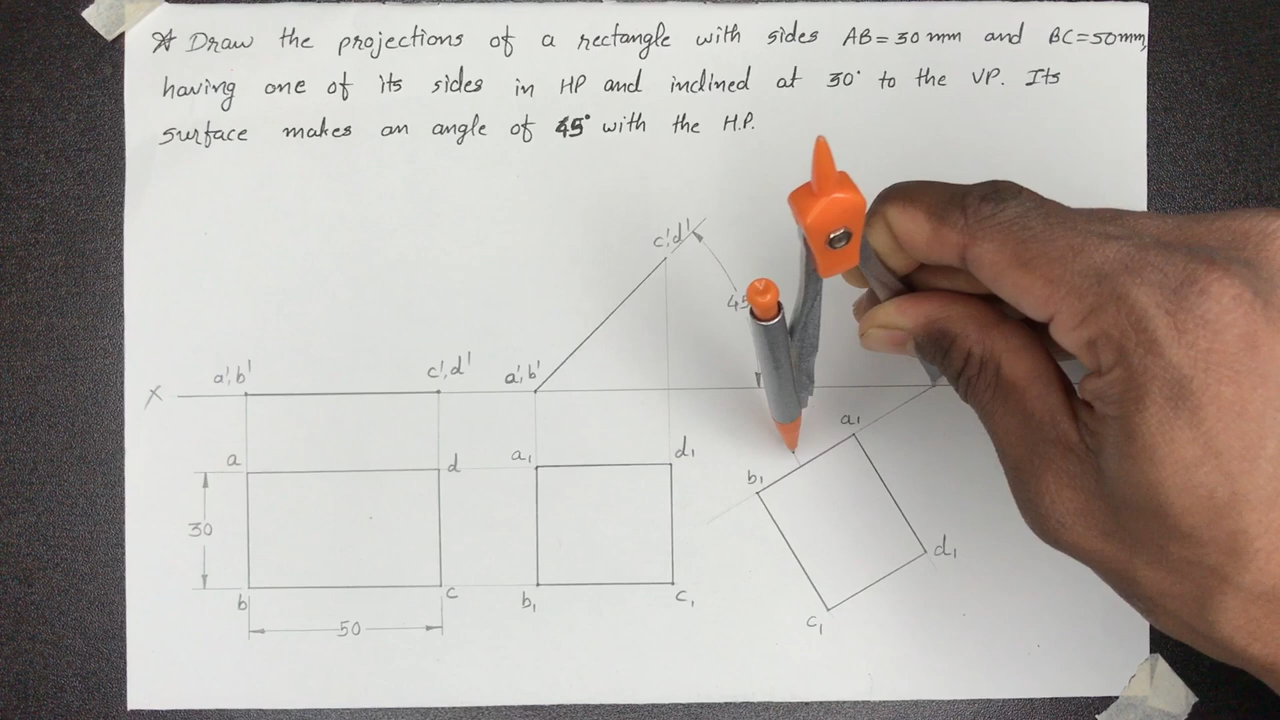 * Draw the projections of a rectangle with sides AB = 30 mm and BC = 50mm,
having one of its sides in HP and inclined at 30° to the VP. Its
surface makes an angle of 45° with the H.P.
c',d'
45
a',b' c',d' a',b'
X
a d a₁ d₁ a₁
b₁
30
d₁
b c b₁ c₁ c₁
50